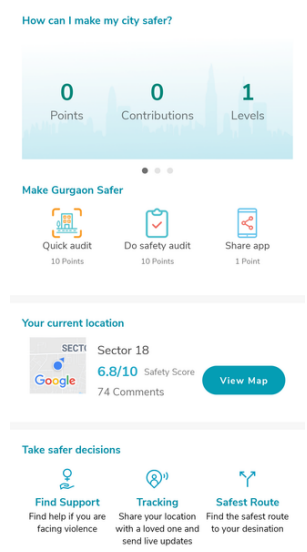 How can I make my city safer?
0 0 1
Points Contributions Levels
Make Gurgaon Safer
Quick audit Do safety audit Share app
10 Points 10 Points 1 Point
Your current location
SECT
Google
Sector 18
6.8/10 Safety Score
74 Comments
View Map
Take safer decisions
Find Support
Find help if you are
facing violence
Tracking
Share your location
with a loved one and
send live updates
Safest Route
Find the safest route
to your desination